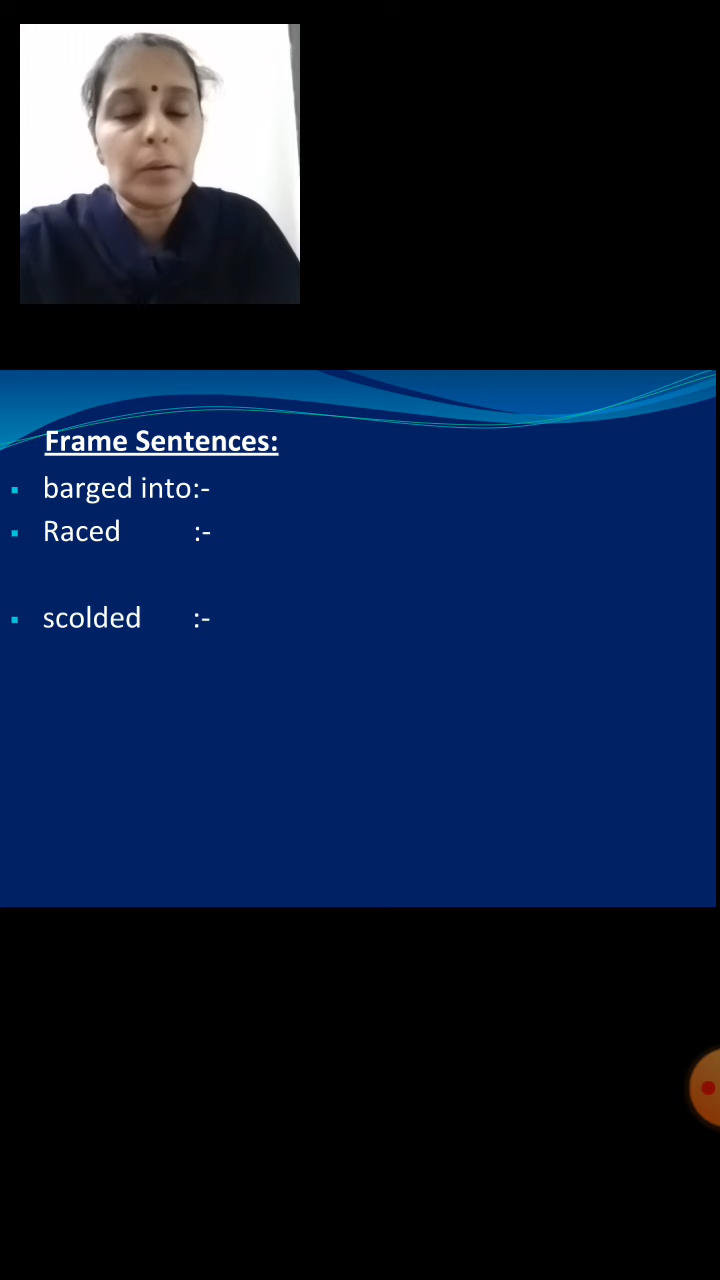 Frame Sentences:
barged into:-
Raced :-
scolded :-